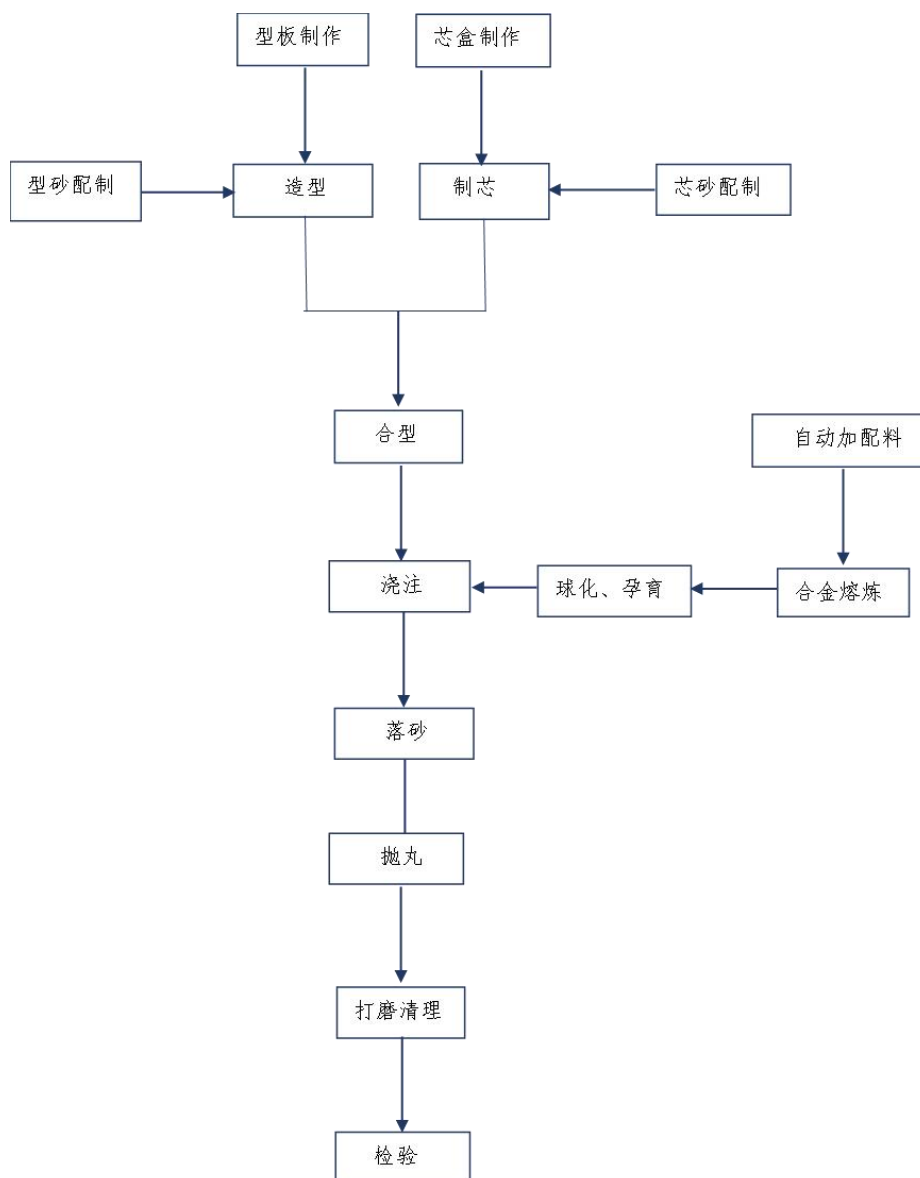 型板制作
芯盒制作
型砂配制
造型
制芯
芯砂配制
合型
自动加配料
浇注
球化、孕育
合金熔炼
落砂
抛丸
打磨清理
检验